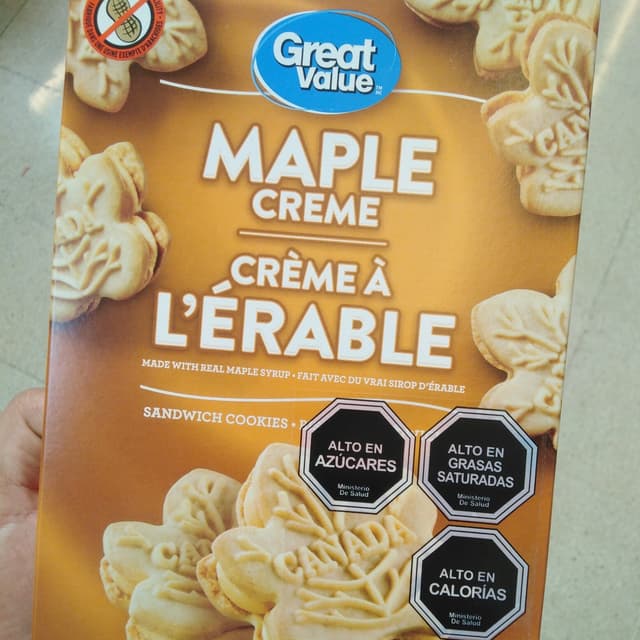 Great
Value
MAPLE
CREME
CRÈME À
L'ÉRABLE
MADE WITH REAL MAPLE SYRUP • FAIT AVEC DU VRAI SIROP D'ÉRABLE
SANDWICH COOKIES •
ALTO EN
AZÚCARES
Ministerio
De Salud
ALTO EN
GRASAS
SATURADAS
Ministerio
De Salud
ALTO EN
CALORÍAS
Ministerio
De Salud
CANADA